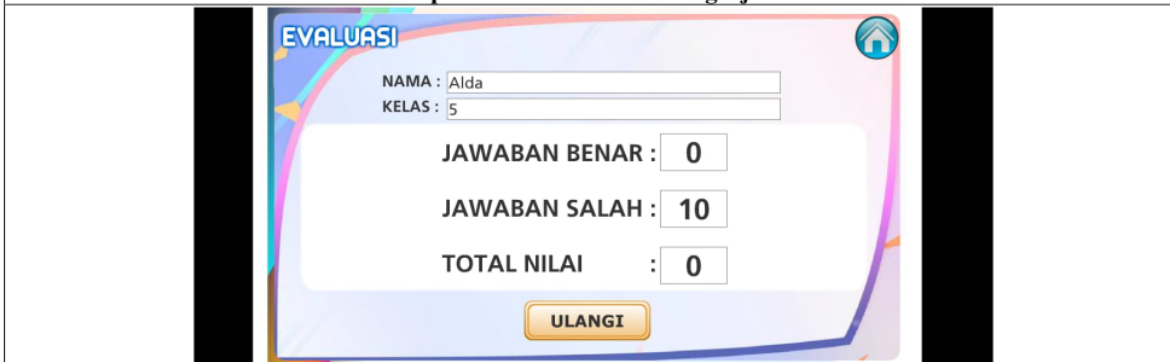 EVALUASI
NAMA : Alda
KELAS : 5
JAWABAN BENAR : 0
JAWABAN SALAH : 10
TOTAL NILAI : 0
ULANGI